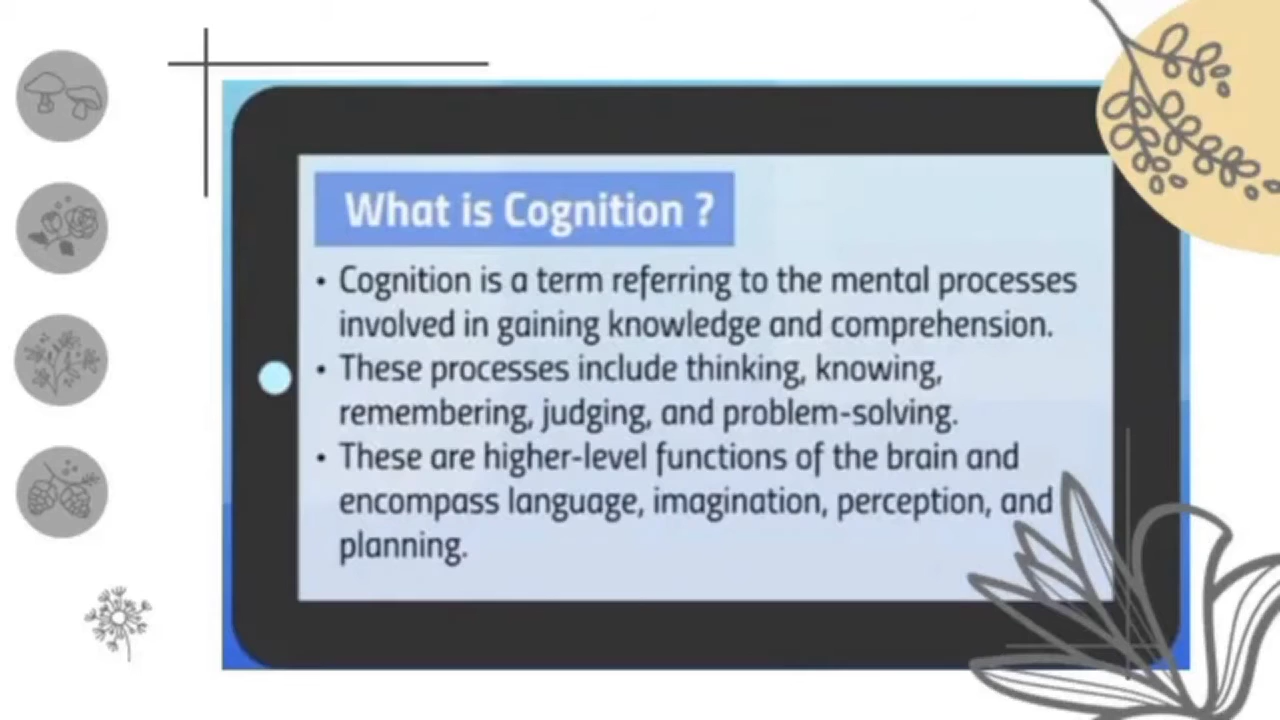 What is Cognition ?
• Cognition is a term referring to the mental processes
involved in gaining knowledge and comprehension.
• These processes include thinking, knowing,
remembering, judging, and problem-solving.
• These are higher-level functions of the brain and
encompass language, imagination, perception, and
planning.